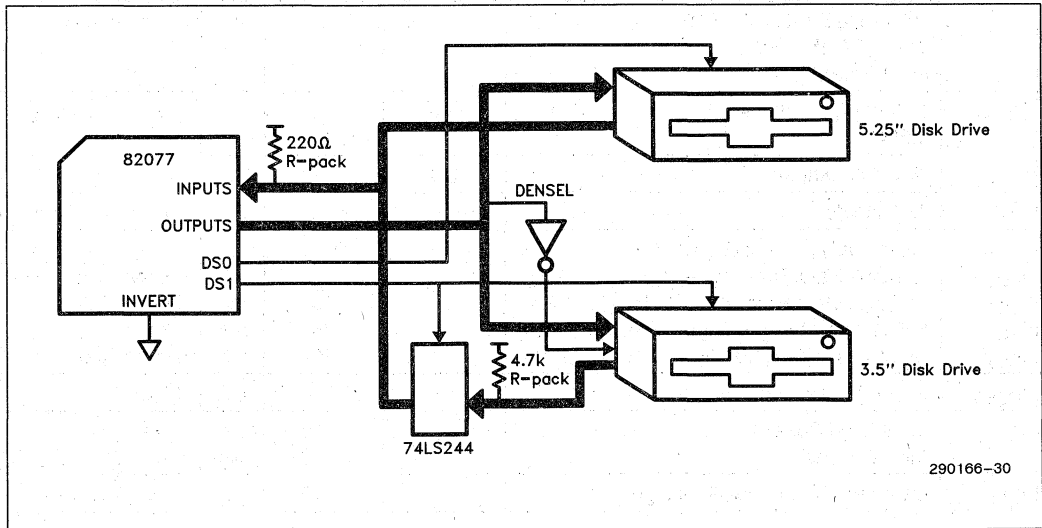 82077
220Ω
R-pack
INPUTS
OUTPUTS
DS0
DS1
INVERT
5.25" Disk Drive
DENSEL
4.7k
R-pack
3.5" Disk Drive
74LS244
290166-30